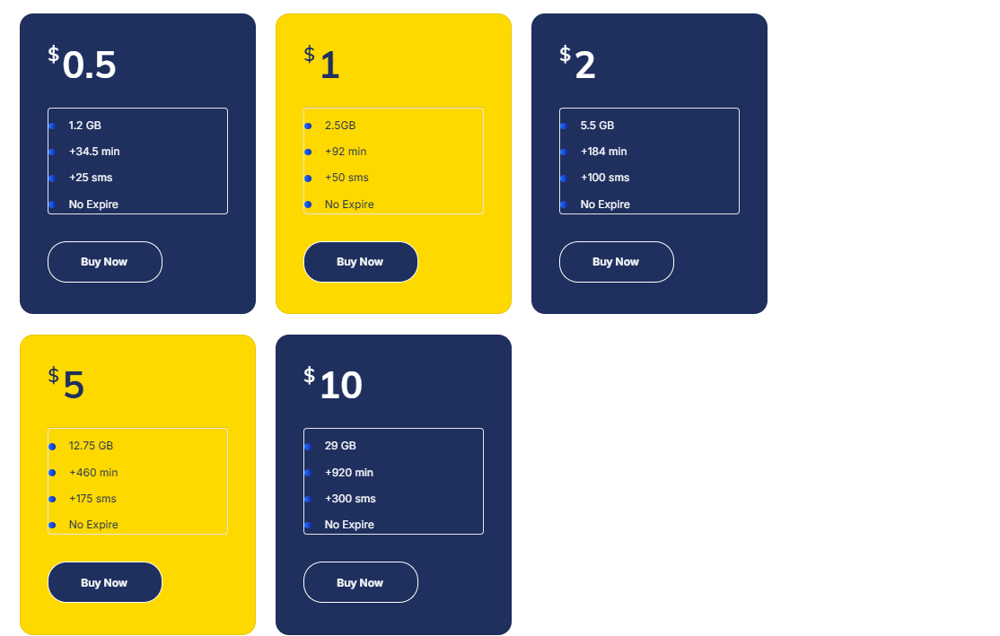 $0.5
1.2 GB
+34.5 min
+25 sms
No Expire
Buy Now
$1
2.5GB
+92 min
+50 sms
No Expire
Buy Now
$2
5.5 GB
+184 min
+100 sms
No Expire
Buy Now
$5
12.75 GB
+460 min
+175 sms
No Expire
Buy Now
$10
29 GB
+920 min
+300 sms
No Expire
Buy Now